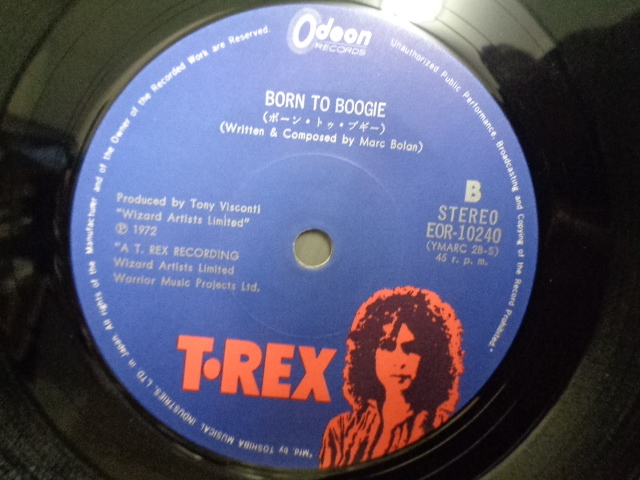 Odeon
RECORDS
Unauthorized Public Performance, Broadcasting and Copying of the Record Prohibited"
"Mfd. by TOSHIBA MUSICAL INDUSTRIES, LTD. in Japan All rights of the Manufacturer and of the Owner of the Recorded Work are Reserved.
BORN TO BOOGIE
(ボーン・トゥ・ブギー)
(Written & Composed by Marc Bolan)
B
STEREO
EOR-10240
(YMARC 2B-S)
45 r. p. m.
Produced by Tony Visconti
"Wizard Artists Limited"
Ⓟ 1972
"A T. REX RECORDING
Wizard Artists Limited
Warrior Music Projects Ltd.
T·REX